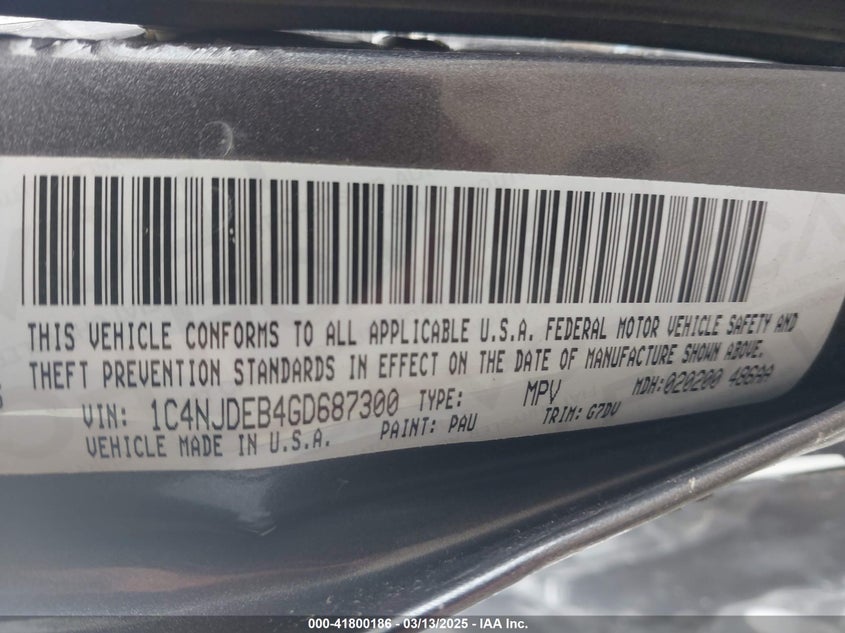 THIS VEHICLE CONFORMS TO ALL APPLICABLE U.S.A. FEDERAL MOTOR VEHICLE SAFETY AND
THEFT PREVENTION STANDARDS IN EFFECT ON THE DATE OF MANUFACTURE SHOWN ABOVE.
VIN: 1C4NJDEB4GD687300 TYPE: MPV MDH:020200 486AA
VEHICLE MADE IN U.S.A. PAINT: PAU TRIM: G7DV
000-41800186 - 03/13/2025 - IAA Inc.